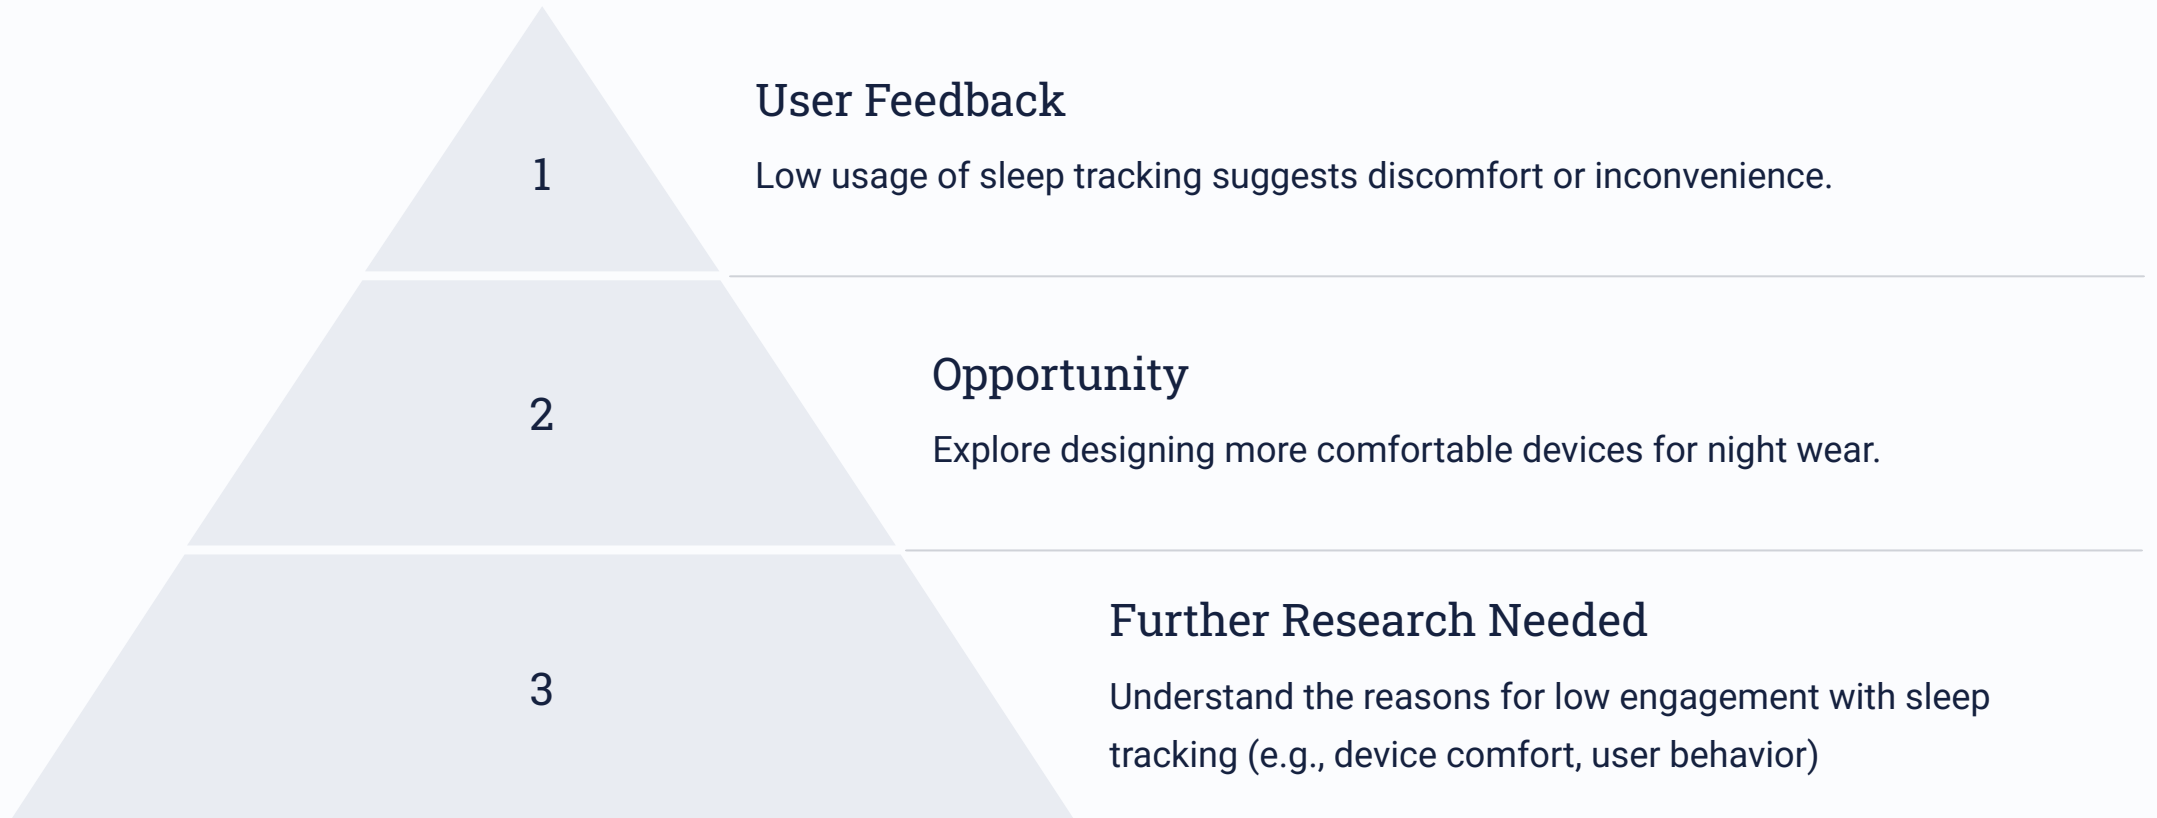 1
User Feedback
Low usage of sleep tracking suggests discomfort or inconvenience.
2
Opportunity
Explore designing more comfortable devices for night wear.
3
Further Research Needed
Understand the reasons for low engagement with sleep
tracking (e.g., device comfort, user behavior)